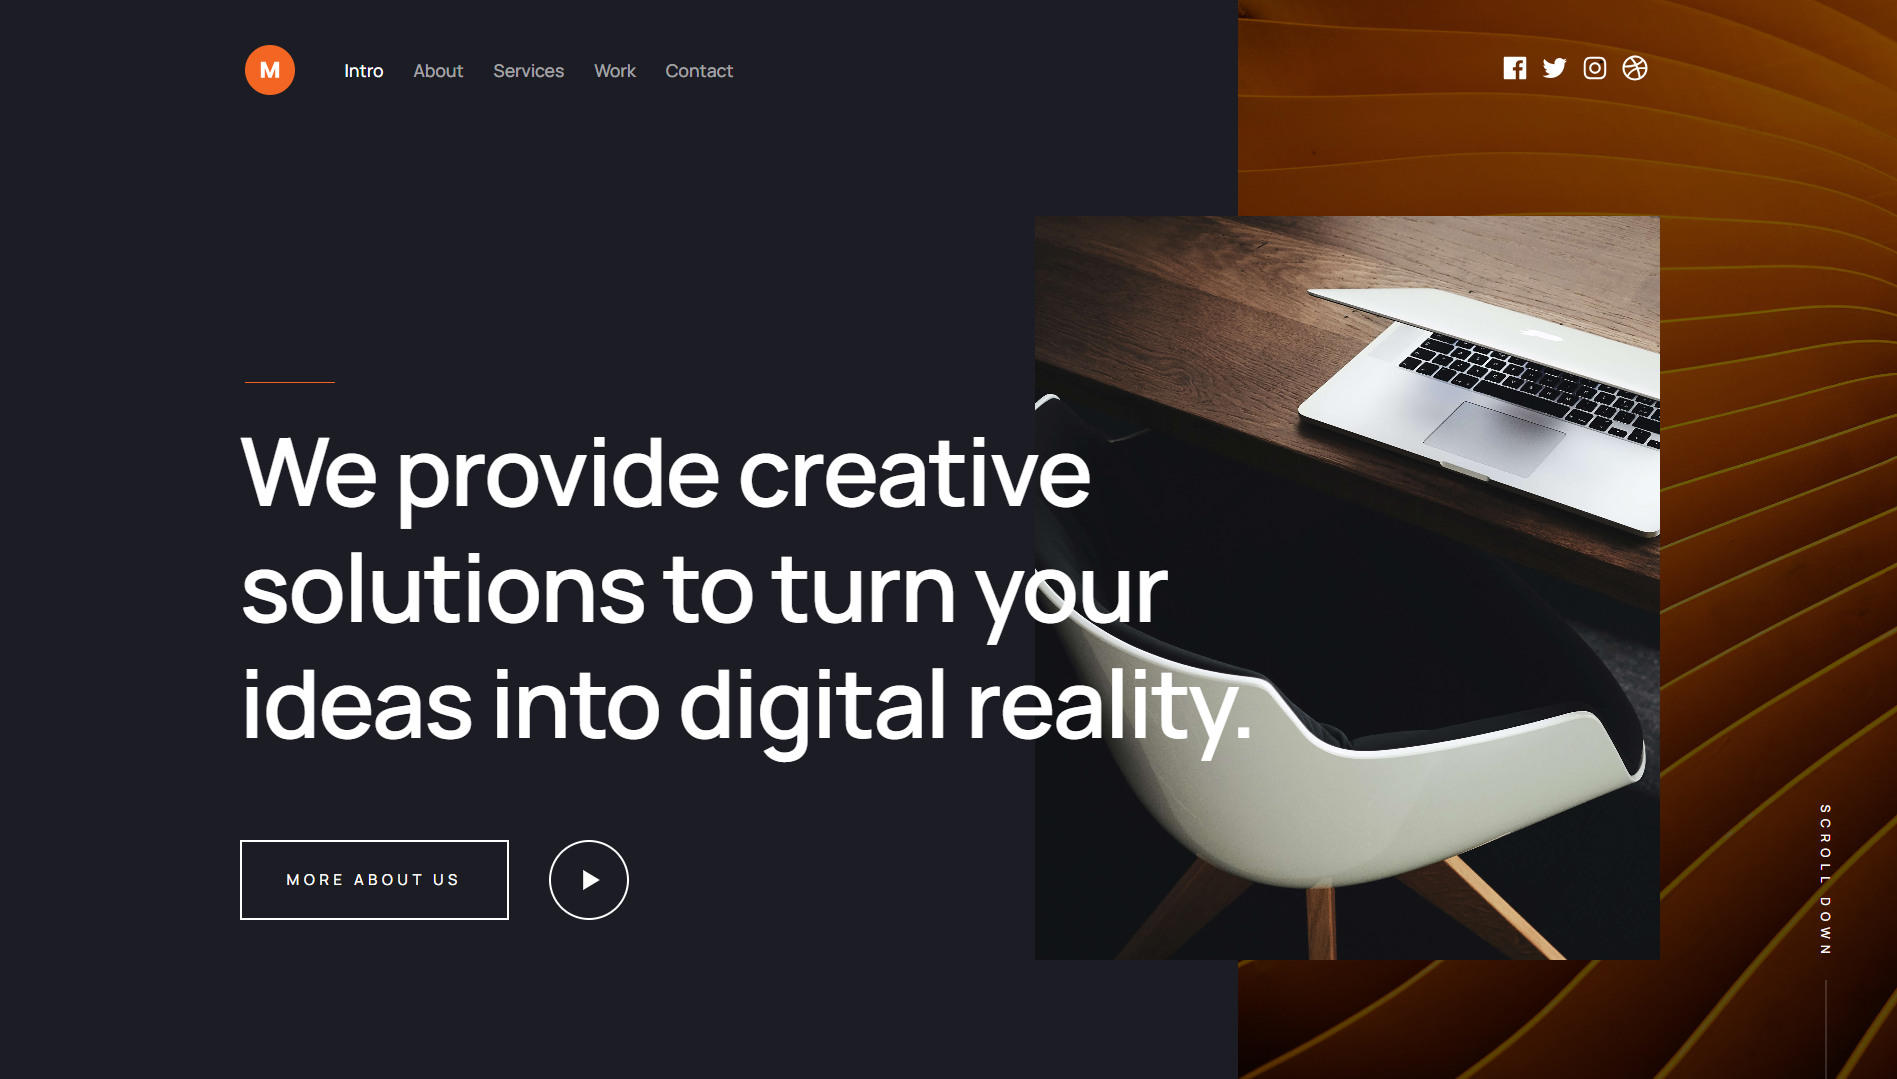 M
Intro
About
Services
Work
Contact
We provide creative
solutions to turn your
ideas into digital reality.
MORE ABOUT US
SCROLL DOWN